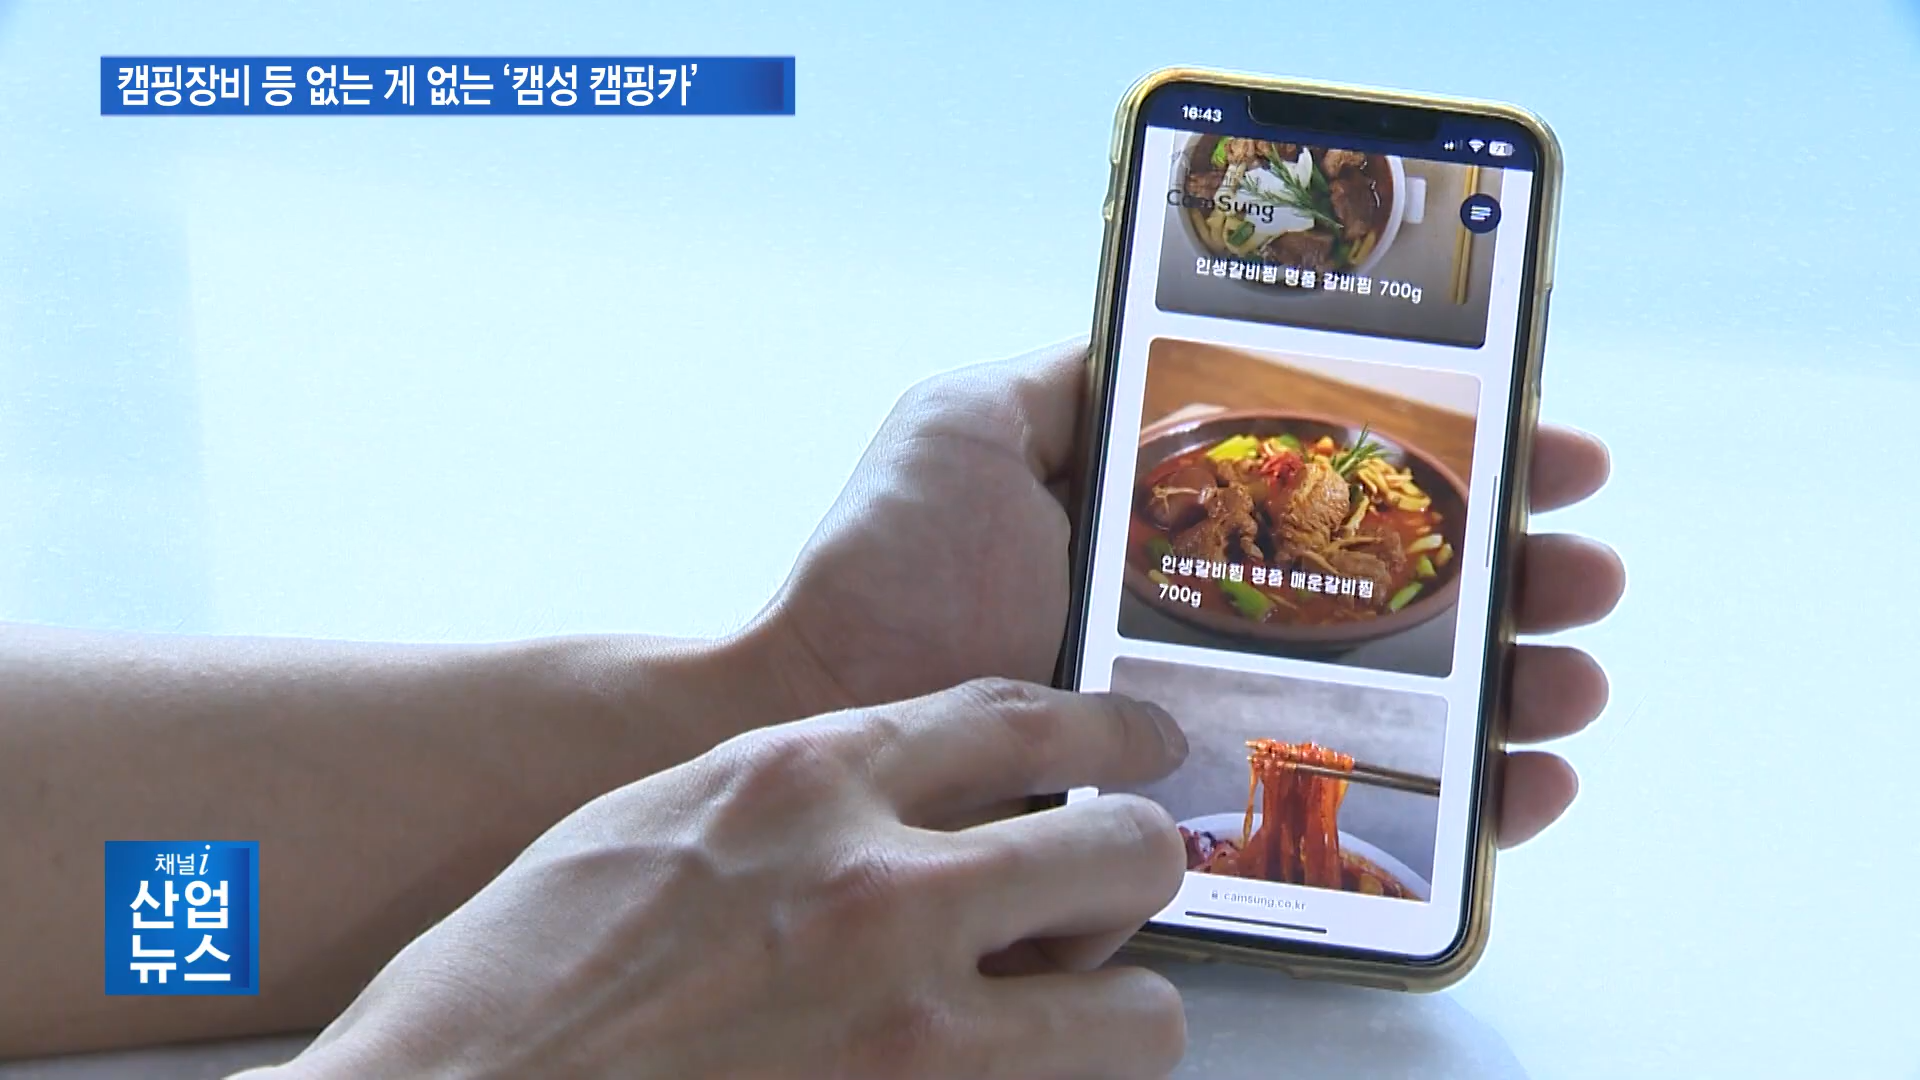 캠핑장비 등 없는 게 없는 ‘캠성 캠핑카’
16:43
71
CamSung
인생갈비찜 명품 갈비찜 700g
인생갈비찜 명품 매운갈비찜
700g
camsung.co.kr
채널i
산업
뉴스